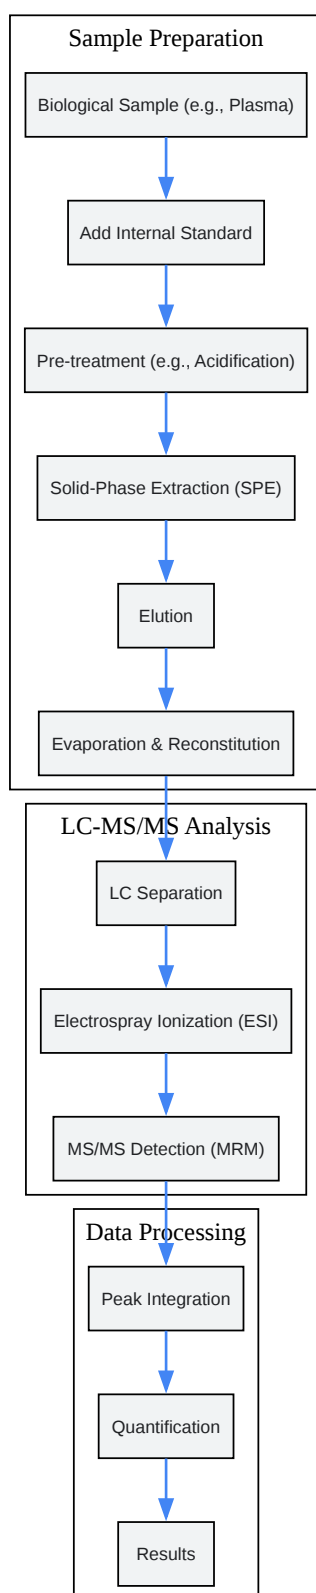 Sample Preparation
Biological Sample (e.g., Plasma)
Add Internal Standard
Pre-treatment (e.g., Acidification)
Solid-Phase Extraction (SPE)
Elution
Evaporation & Reconstitution
LC-MS/MS Analysis
LC Separation
Electrospray Ionization (ESI)
MS/MS Detection (MRM)
Data Processing
Peak Integration
Quantification
Results